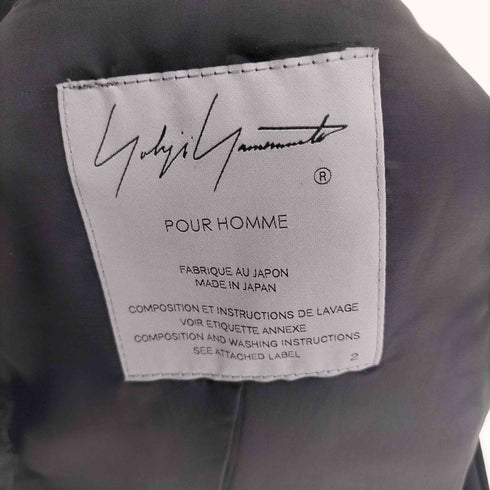 Yohji Yamamoto
®
POUR HOMME
FABRIQUE AU JAPON
MADE IN JAPAN
COMPOSITION ET INSTRUCTIONS DE LAVAGE
VOIR ETIQUETTE ANNEXE
COMPOSITION AND WASHING INSTRUCTIONS
SEE ATTACHED LABEL
2